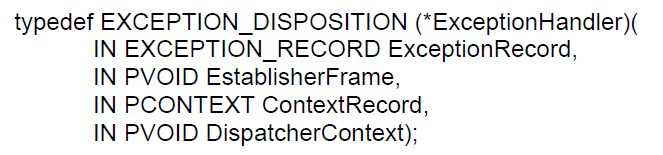 typedef EXCEPTION_DISPOSITION (*ExceptionHandler)(
IN EXCEPTION_RECORD ExceptionRecord,
IN PVOID EstablisherFrame,
IN PCONTEXT ContextRecord,
IN PVOID DispatcherContext);